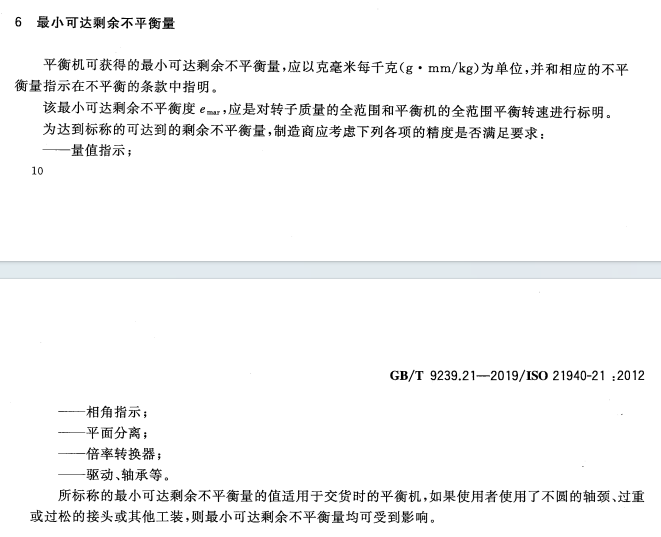 6 最小可达剩余不平衡量
平衡机可获得的最小可达剩余不平衡量,应以克毫米每千克(g·mm/kg)为单位,并和相应的不平
衡量指示在不平衡的条款中指明。
该最小可达剩余不平衡度 emar,应是对转子质量的全范围和平衡机的全范围平衡转速进行标明。
为达到标称的可达到的剩余不平衡量,制造商应考虑下列各项的精度是否满足要求:
——量值指示;
10
GB/T 9239.21—2019/ISO 21940-21:2012
——相角指示;
——平面分离;
——倍率转换器;
——驱动、轴承等。
所标称的最小可达剩余不平衡量的值适用于交货时的平衡机,如果使用者使用了不圆的轴颈、过重
或过松的接头或其他工装,则最小可达剩余不平衡量均可受到影响。